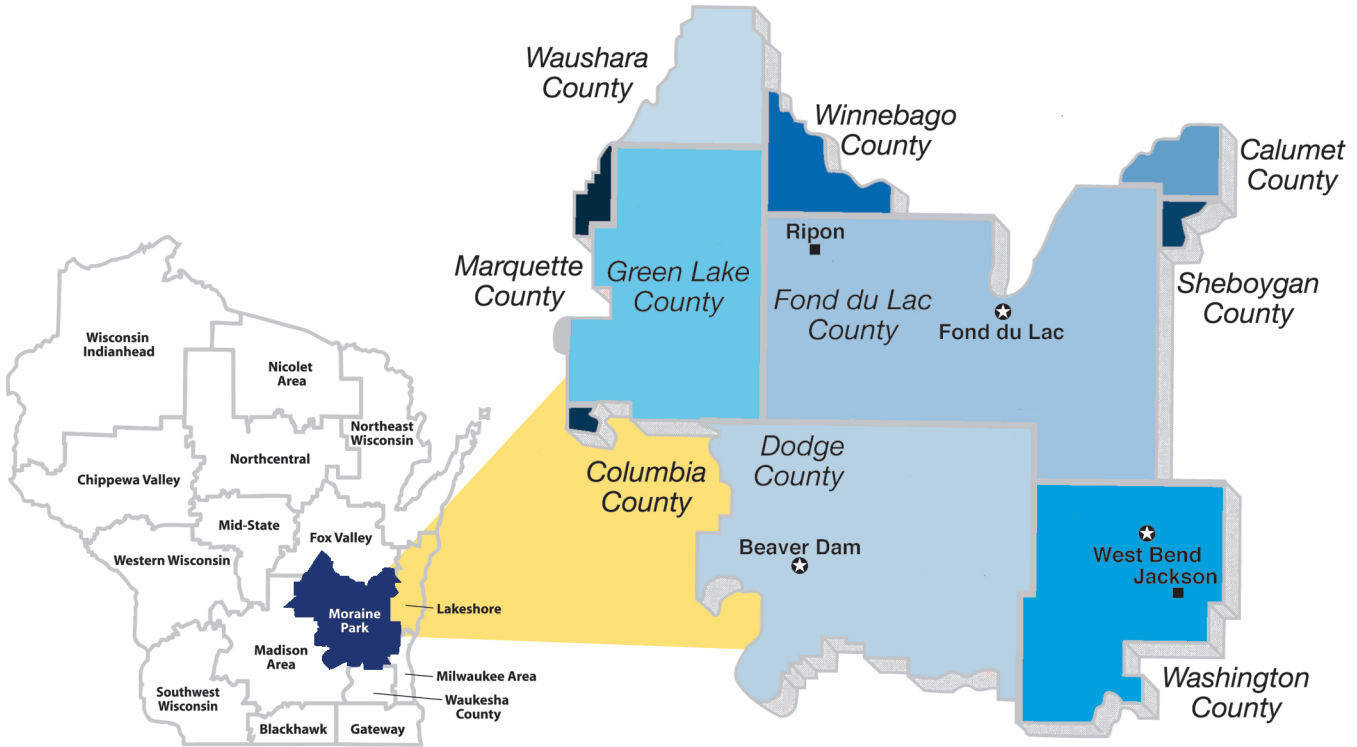 Wisconsin
Indianhead
Nicolet
Area
Northeast
Wisconsin
Northcentral
Chippewa Valley
Mid-State
Fox Valley
Western Wisconsin
Moraine
Park
Lakeshore
Madison
Area
Milwaukee Area
Southwest
Wisconsin
Waukesha
County
Blackhawk
Gateway
Waushara
County
Winnebago
County
Calumet
County
Marquette
County
Green Lake
County
Ripon
Fond du Lac
County
Fond du Lac
Sheboygan
County
Columbia
County
Dodge
County
Beaver Dam
West Bend
Jackson
Washington
County